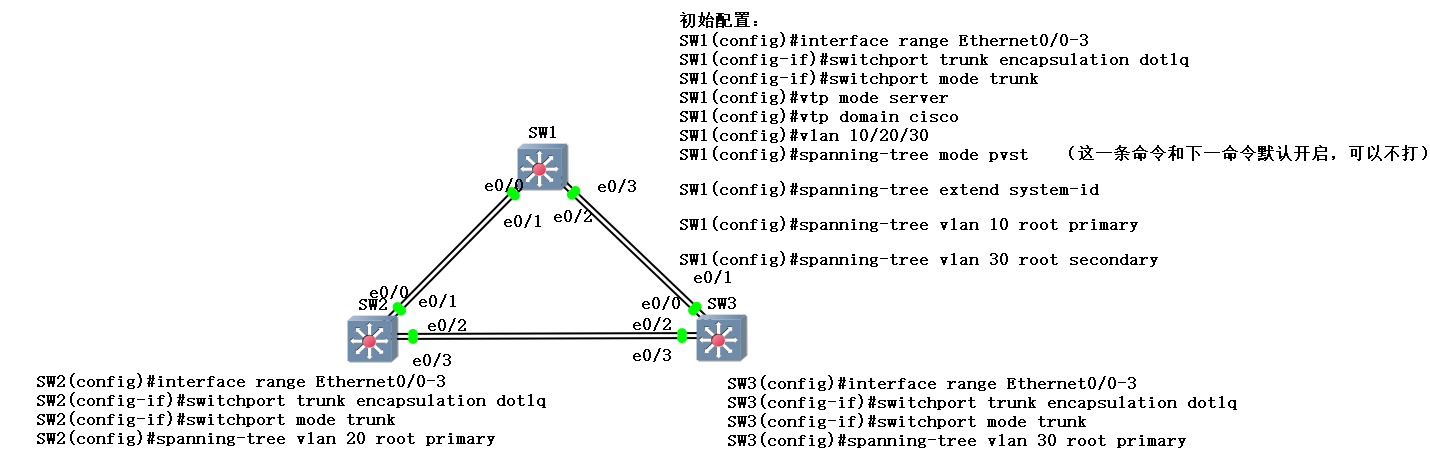 初始配置：
SW1(config)#interface range Ethernet0/0-3
SW1(config-if)#switchport trunk encapsulation dot1q
SW1(config-if)#switchport mode trunk
SW1(config)#vtp mode server
SW1(config)#vtp domain cisco
SW1(config)#vlan 10/20/30
SW1(config)#spanning-tree mode pvst （这一条命令和下一命令默认开启，可以不打）
SW1(config)#spanning-tree extend system-id
SW1(config)#spanning-tree vlan 10 root primary
SW1(config)#spanning-tree vlan 30 root secondary
SW1
e0/0
e0/3
e0/1
e0/2
e0/1
e0/0
SW2
e0/1
e0/0
SW3
e0/2
e0/2
e0/3
e0/3
SW2(config)#interface range Ethernet0/0-3
SW2(config-if)#switchport trunk encapsulation dot1q
SW2(config-if)#switchport mode trunk
SW2(config)#spanning-tree vlan 20 root primary
SW3(config)#interface range Ethernet0/0-3
SW3(config-if)#switchport trunk encapsulation dot1q
SW3(config-if)#switchport mode trunk
SW3(config)#spanning-tree vlan 30 root primary